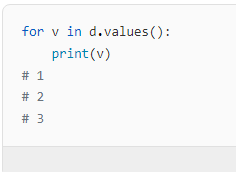 for v in d.values():
    print(v)
# 1
# 2
# 3